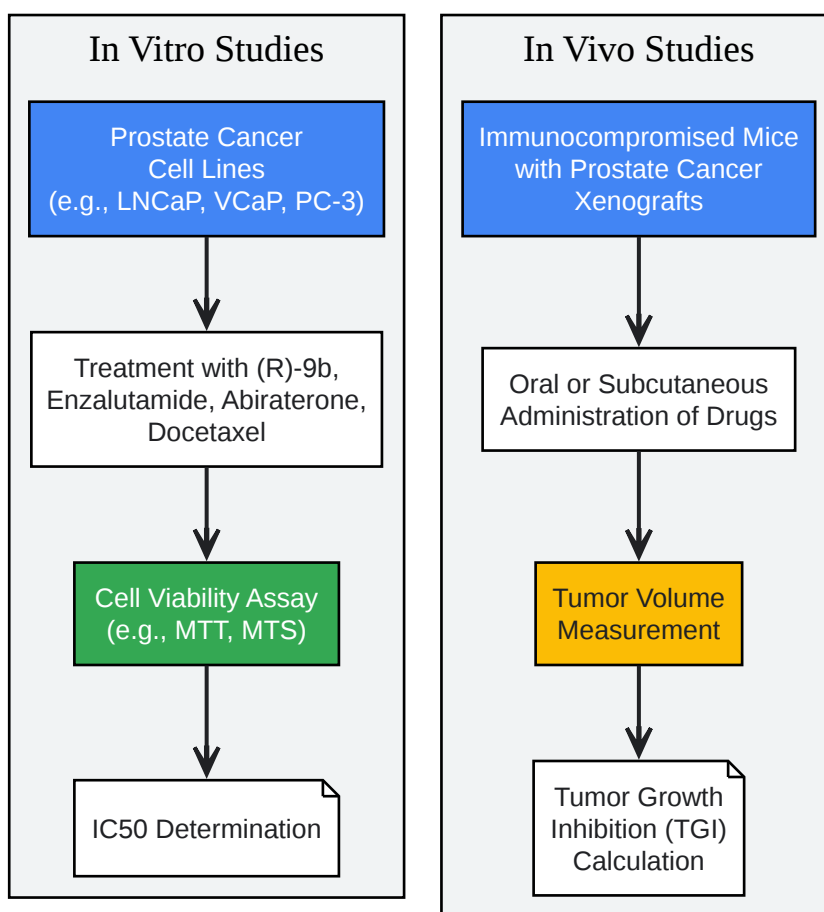 In Vitro Studies
Prostate Cancer
Cell Lines
(e.g., LNCaP, VCaP, PC-3)
Treatment with (R)-9b,
Enzalutamide, Abiraterone,
Docetaxel
Cell Viability Assay
(e.g., MTT, MTS)
IC50 Determination
In Vivo Studies
Immunocompromised Mice
with Prostate Cancer
Xenografts
Oral or Subcutaneous
Administration of Drugs
Tumor Volume
Measurement
Tumor Growth
Inhibition (TGI)
Calculation